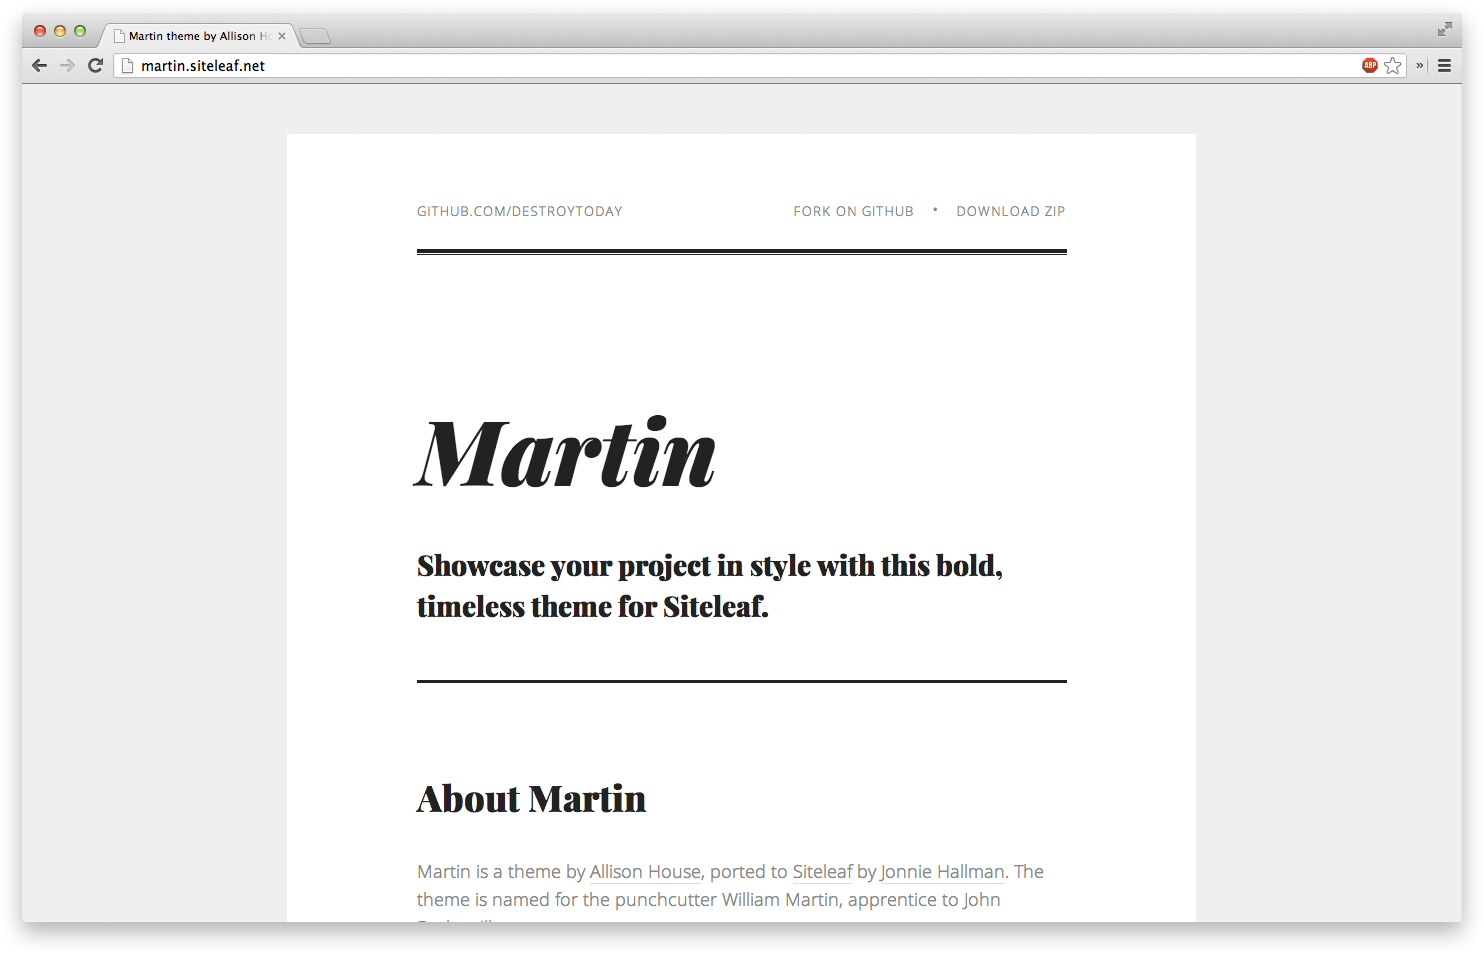 Martin theme by Allison Ho
martin.siteleaf.net
ABP
GITHUB.COM/DESTROYTODAY
FORK ON GITHUB • DOWNLOAD ZIP
Martin
Showcase your project in style with this bold,
timeless theme for Siteleaf.
About Martin
Martin is a theme by Allison House, ported to Siteleaf by Jonnie Hallman. The
theme is named for the punchcutter William Martin, apprentice to John